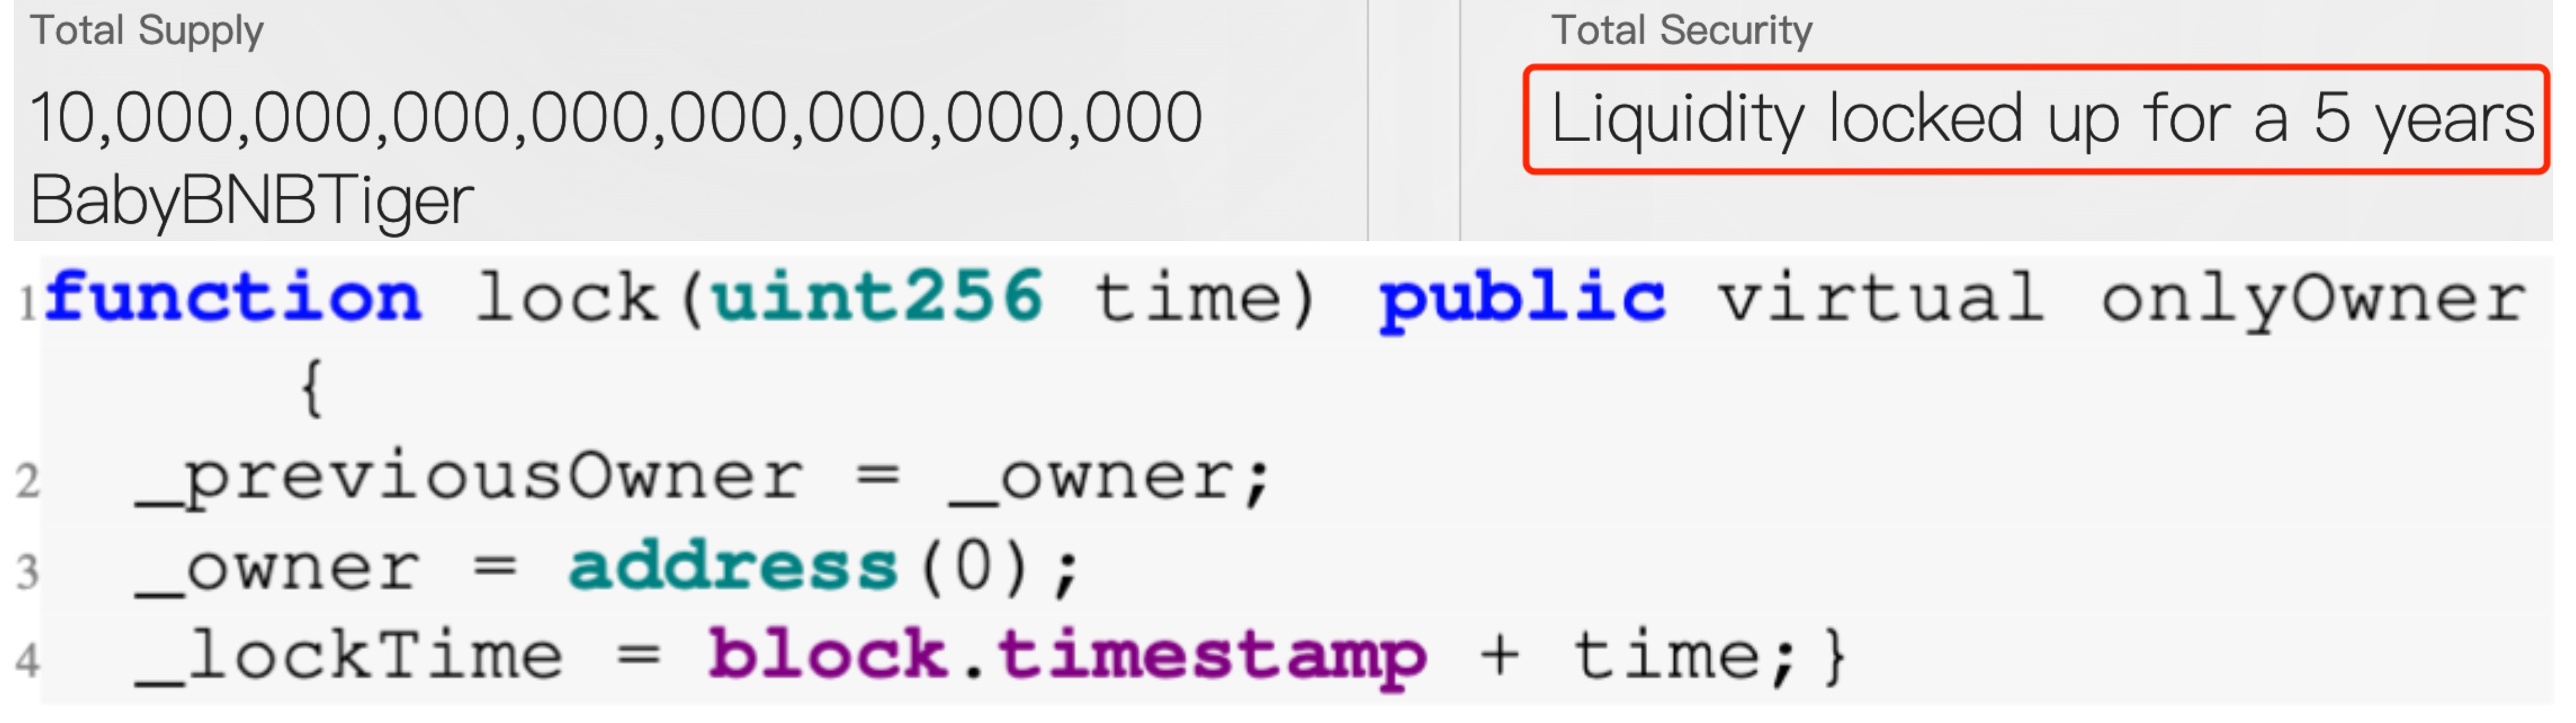 Total Supply
10,000,000,000,000,000,000,000,000
BabyBNBTiger
Total Security
Liquidity locked up for a 5 years
1 function lock(uint256 time) public virtual onlyOwner
{
2 _previousOwner = _owner;
3 _owner = address(0);
4 _lockTime = block.timestamp + time;}